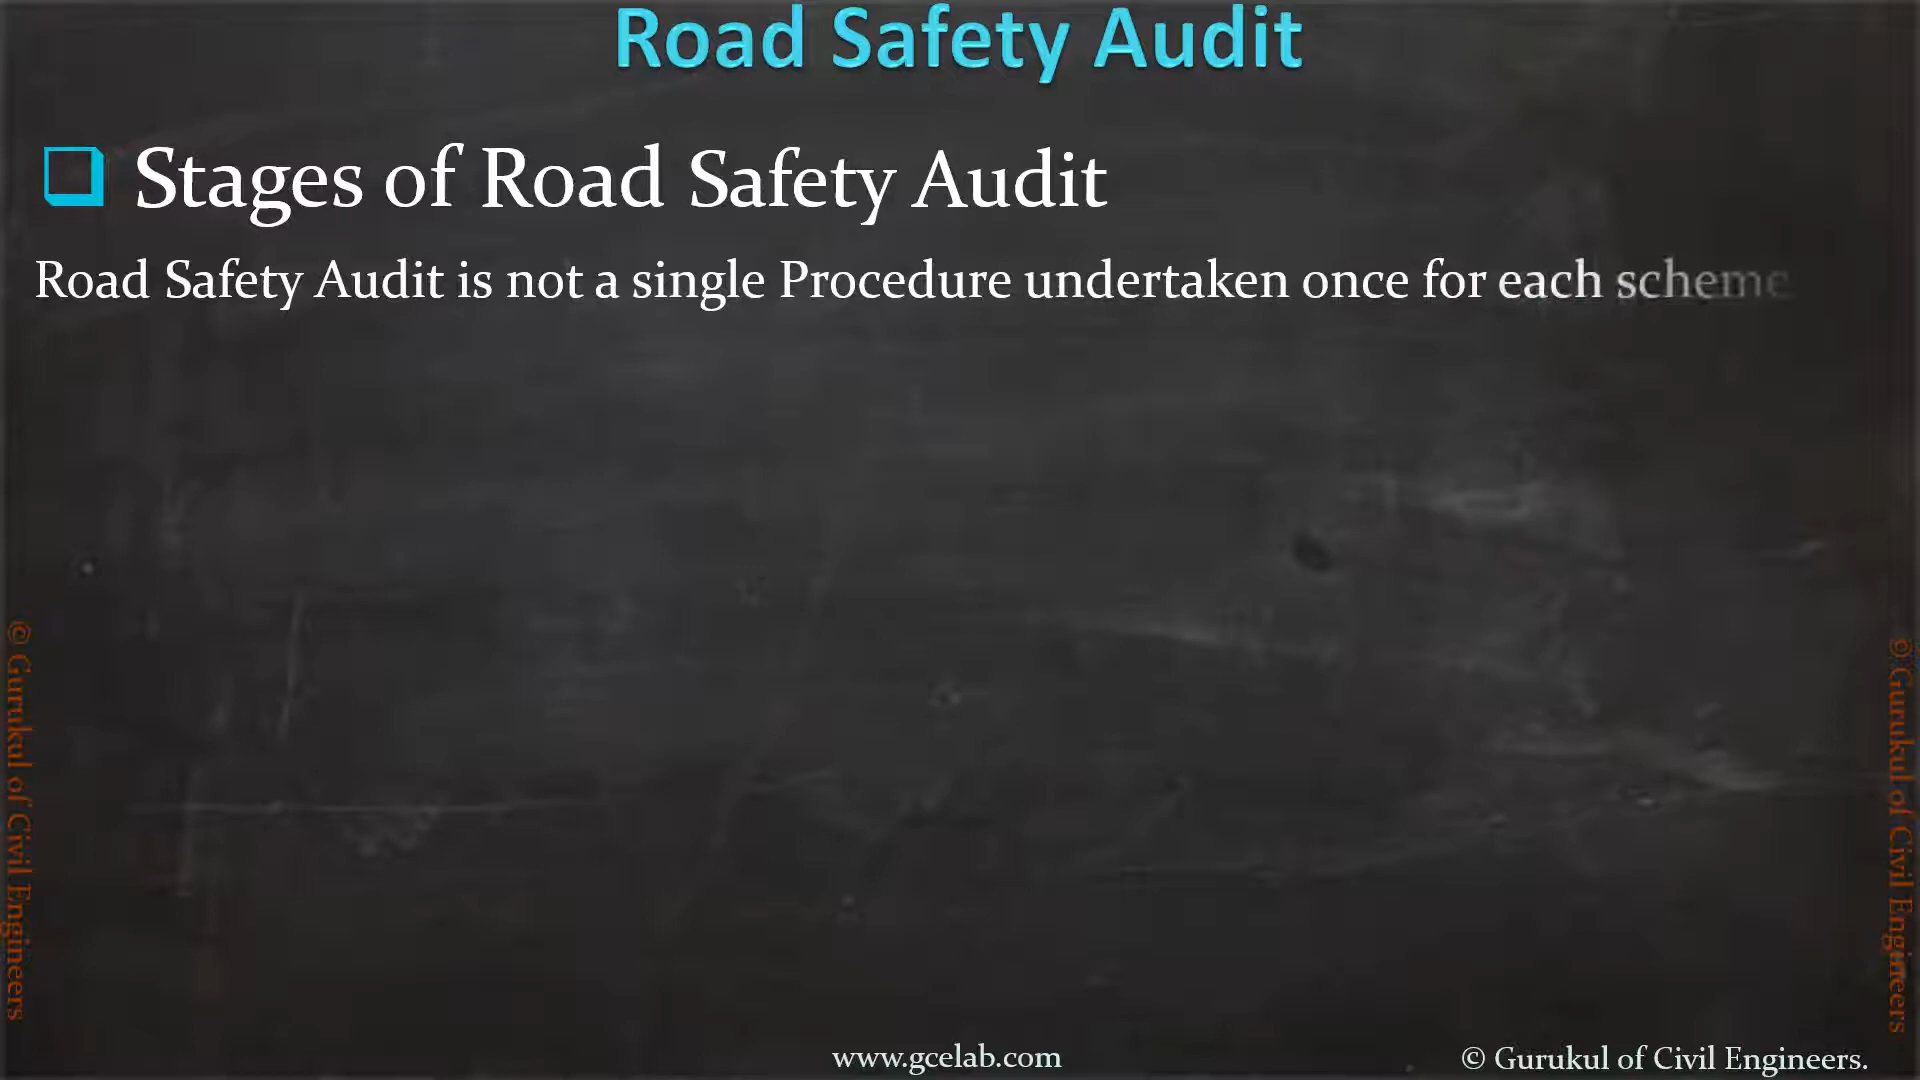 Road Safety Audit
Stages of Road Safety Audit
Road Safety Audit is not a single Procedure undertaken once for each scheme
© Gurukul of Civil Engineers
© Gurukul of Civil Engineers
www.gcelab.com
© Gurukul of Civil Engineers.